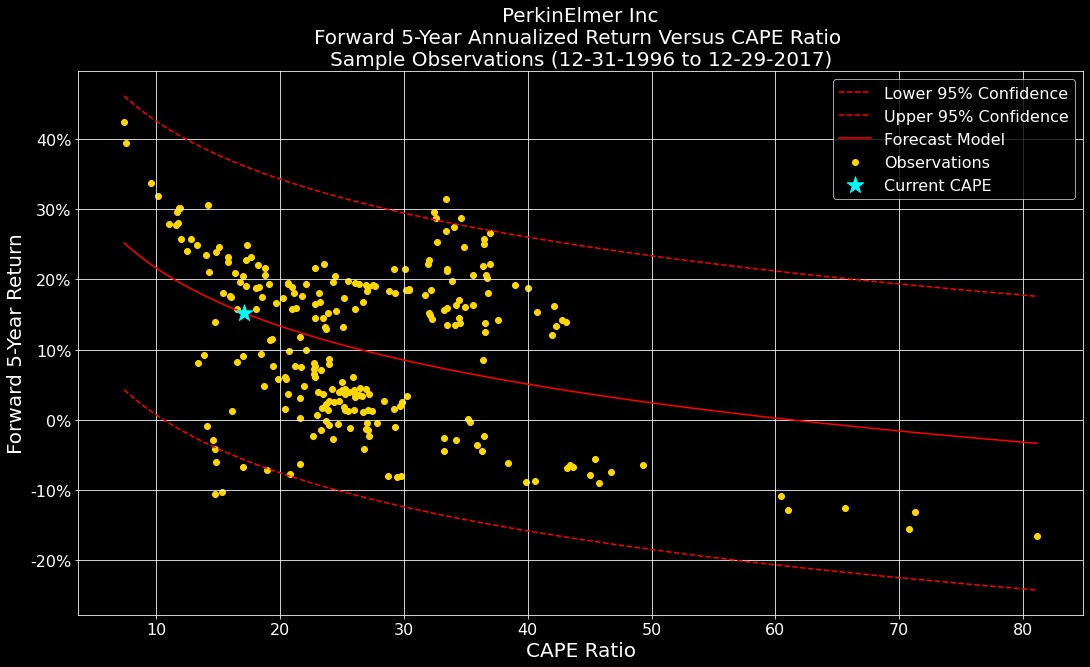 PerkinElmer Inc
Forward 5-Year Annualized Return Versus CAPE Ratio
Sample Observations (12-31-1996 to 12-29-2017)
Lower 95% Confidence
Upper 95% Confidence
Forecast Model
Observations
Current CAPE
Forward 5-Year Return
40%
30%
20%
10%
0%
-10%
-20%
10 20 30 40 50 60 70 80
CAPE Ratio